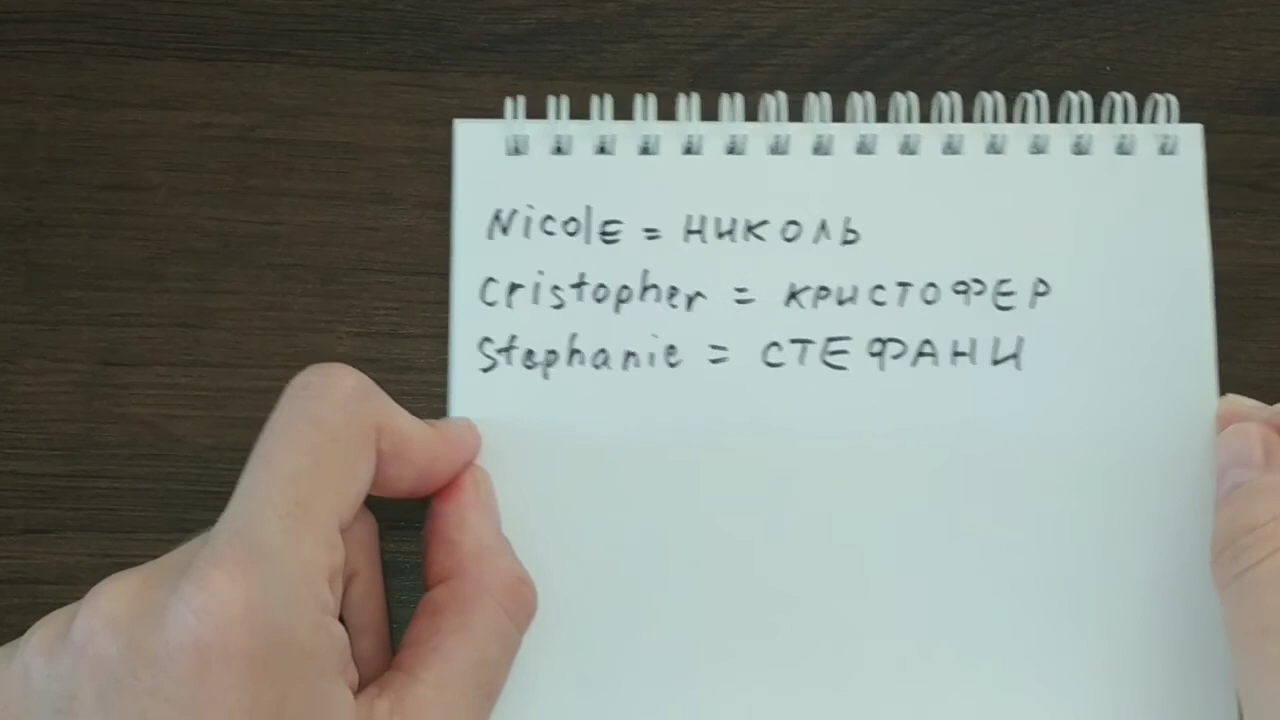 Nicole = НИКОЛЬ
Cristopher = КРИСТОФЕР
Stephanie = СТЕФАНИ